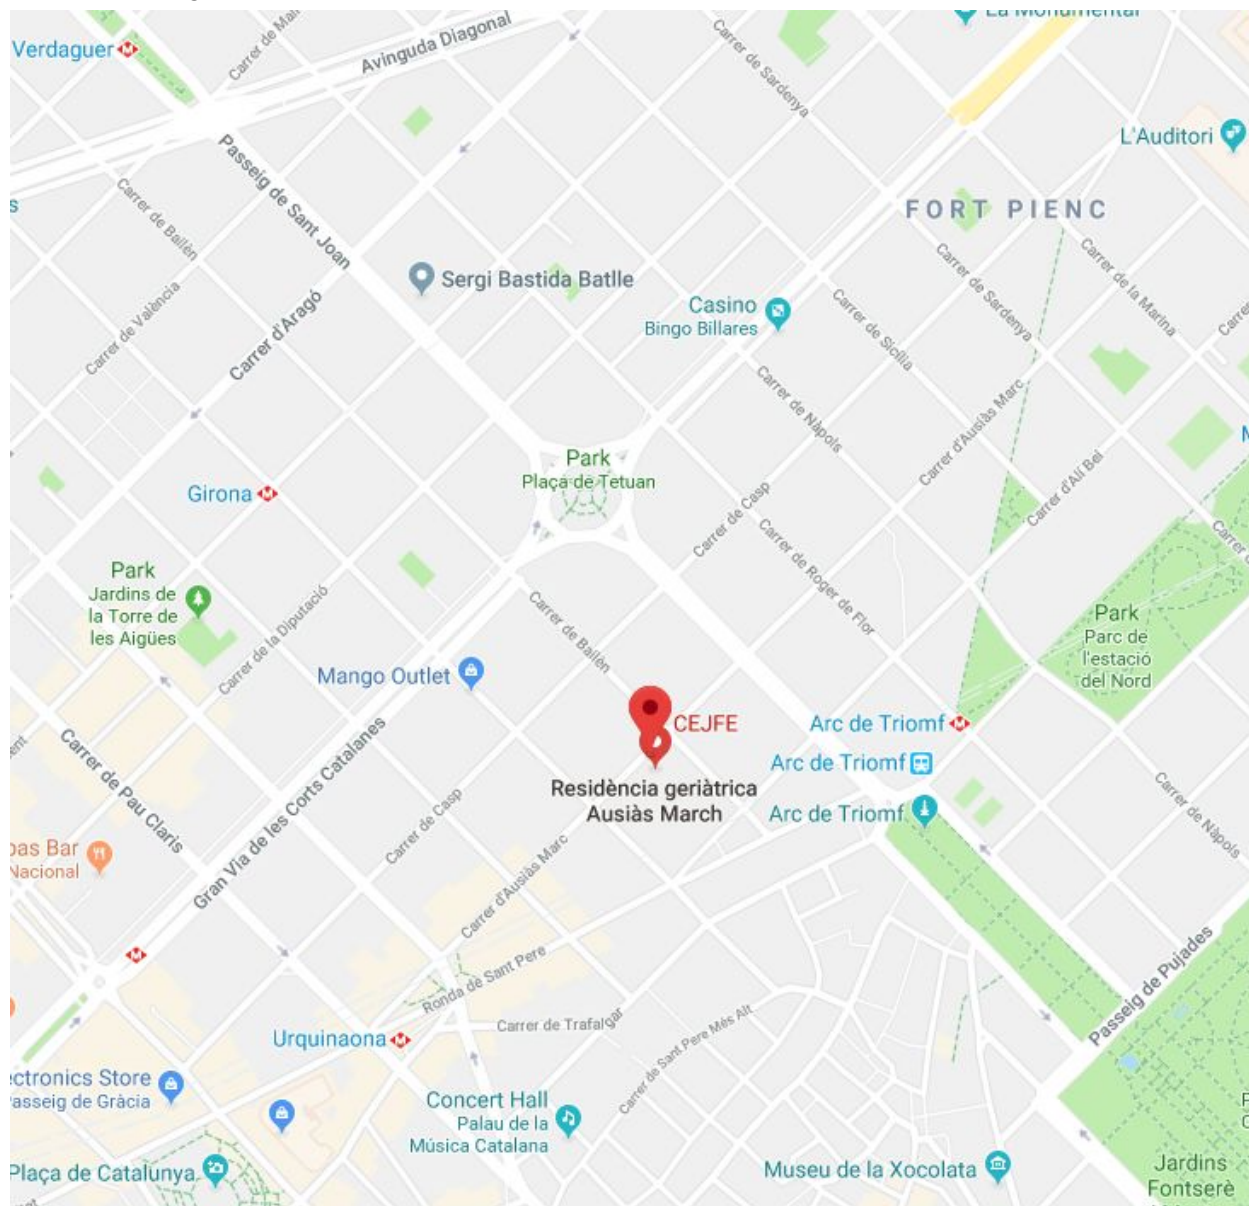 La Monumental
Verdaguer
Avinguda Diagonal
Carrer de Sardenya
L'Auditori
Passeig de Sant Joan
Carrer de Bailèn
FORT PIENC
Carrer de València
Carrer d'Aragó
Sergi Bastida Batlle
Casino
Bingo Billares
Carrer de Sardenya
Carrer de la Marina
Carrer de Sicília
Carrer de Nàpols
Carrer d'Ausiàs Marc
Carrer d'Alí Bei
Park
Plaça de Tetuan
Girona
Carrer de Casp
Carrer de Roger de Flor
Park
Jardins de
la Torre de
les Aigües
Carrer de la Diputació
Carrer de Bailèn
Park
Parc de
l'estació
del Nord
Mango Outlet
CEJFE
Arc de Triomf
Arc de Triomf
Arc de Triomf
Residència geriàtrica
Ausiàs March
Carrer de Pau Claris
Gran Via de les Corts Catalanes
Carrer de Casp
Carrer d'Ausiàs Marc
Carrer de Nàpols
Bar
Nacional
Ronda de Sant Pere
Passeig de Pujades
Urquinaona
Carrer de Trafalgar
Carrer de Sant Pere Més Alt
Store
Passeig de Gràcia
Concert Hall
Palau de la
Música Catalana
Plaça de Catalunya
Museu de la Xocolata
Jardins
Fontserè